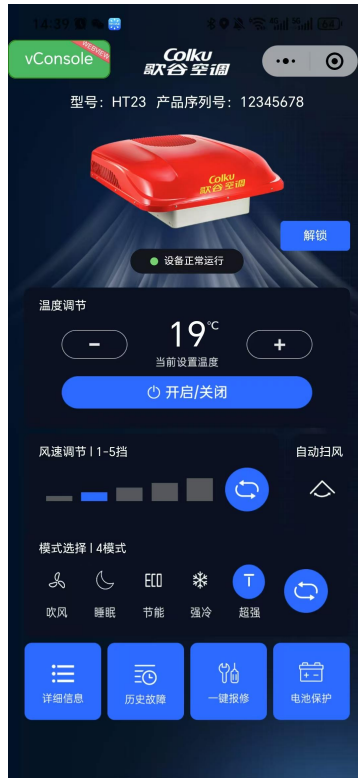 14:39
vConsole
WEBVIEW
Colku
歌谷空调
型号: HT23 产品序列号: 12345678
Colku
歌谷空调
解锁
设备正常运行
温度调节
19℃
当前设置温度
开启/关闭
风速调节 | 1-5挡
自动扫风
模式选择 | 4模式
ECO
T
吹风 睡眠 节能 强冷 超强
详细信息 历史故障 一键报修 电池保护